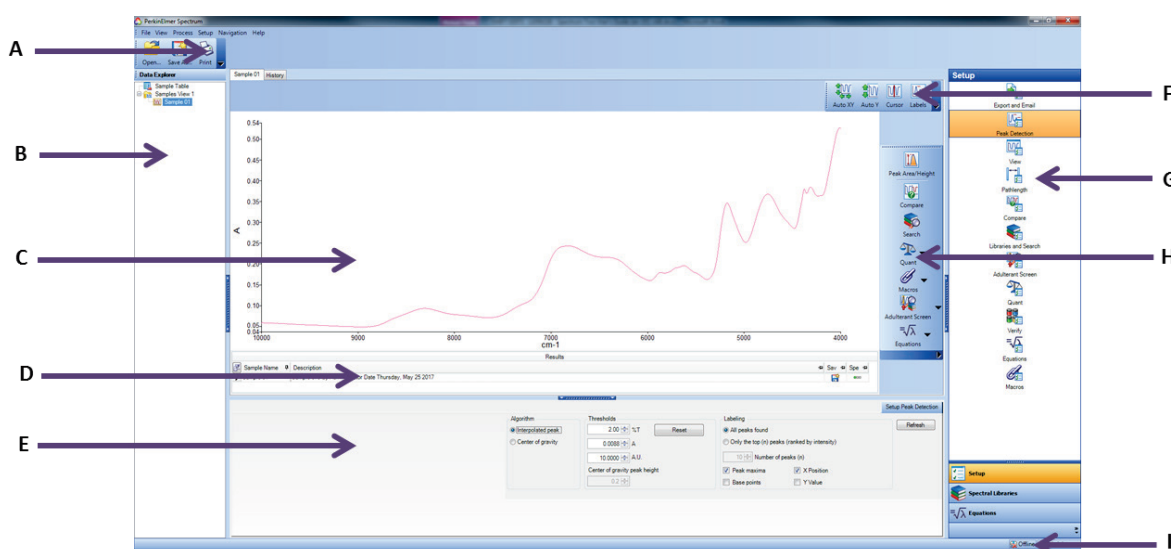 PerkinElmer Spectrum
File View Process Setup Navigation Help
A
Open... Save As... Print
Data Explorer
Sample Table
Samples View 1
Sample 01
Sample 01 History
Auto XY Auto Y Cursor Labels
F
B
C
D
E
G
H
0.54
0.50
0.45
0.40
0.35
0.30
0.25
0.20
0.15
0.10
0.05
0.04
A
10000 9000 8000 7000 6000 5000 4000
cm-1
Peak Area/Height
Compare
Search
Quant
Macros
Adulterant Screen
Equations
Results
Sample Name Description Sav Spe
or Date Thursday, May 25 2017
Setup Peak Detection
Algorithm
Interpolated peak
Center of gravity
Thresholds
2.00 %T Reset
0.0088 A
10.0000 A.U.
Center of gravity peak height
0.2
Labeling
All peaks found
Only the top (n) peaks (ranked by intensity)
10 Number of peaks (n)
Peak maxima X Position
Base points Y Value
Refresh
Setup
Export and Email
Peak Detection
View
Pathlength
Compare
Libraries and Search
Adulterant Screen
Quant
Verify
Equations
Macros
Setup
Spectral Libraries
Equations